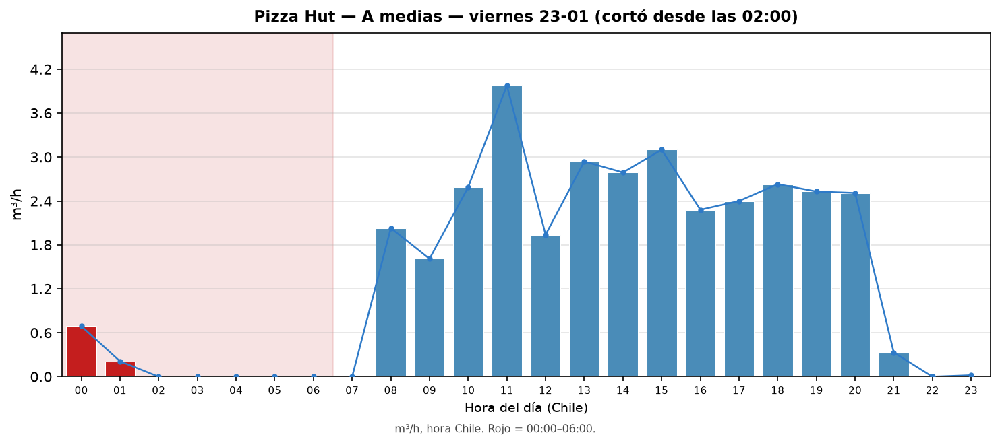 Pizza Hut — A medias — viernes 23-01 (cortó desde las 02:00)
4.2
3.6
3.0
2.4
1.8
1.2
0.6
0.0
m³/h
00 01 02 03 04 05 06 07 08 09 10 11 12 13 14 15 16 17 18 19 20 21 22 23
Hora del día (Chile)
m³/h, hora Chile. Rojo = 00:00–06:00.